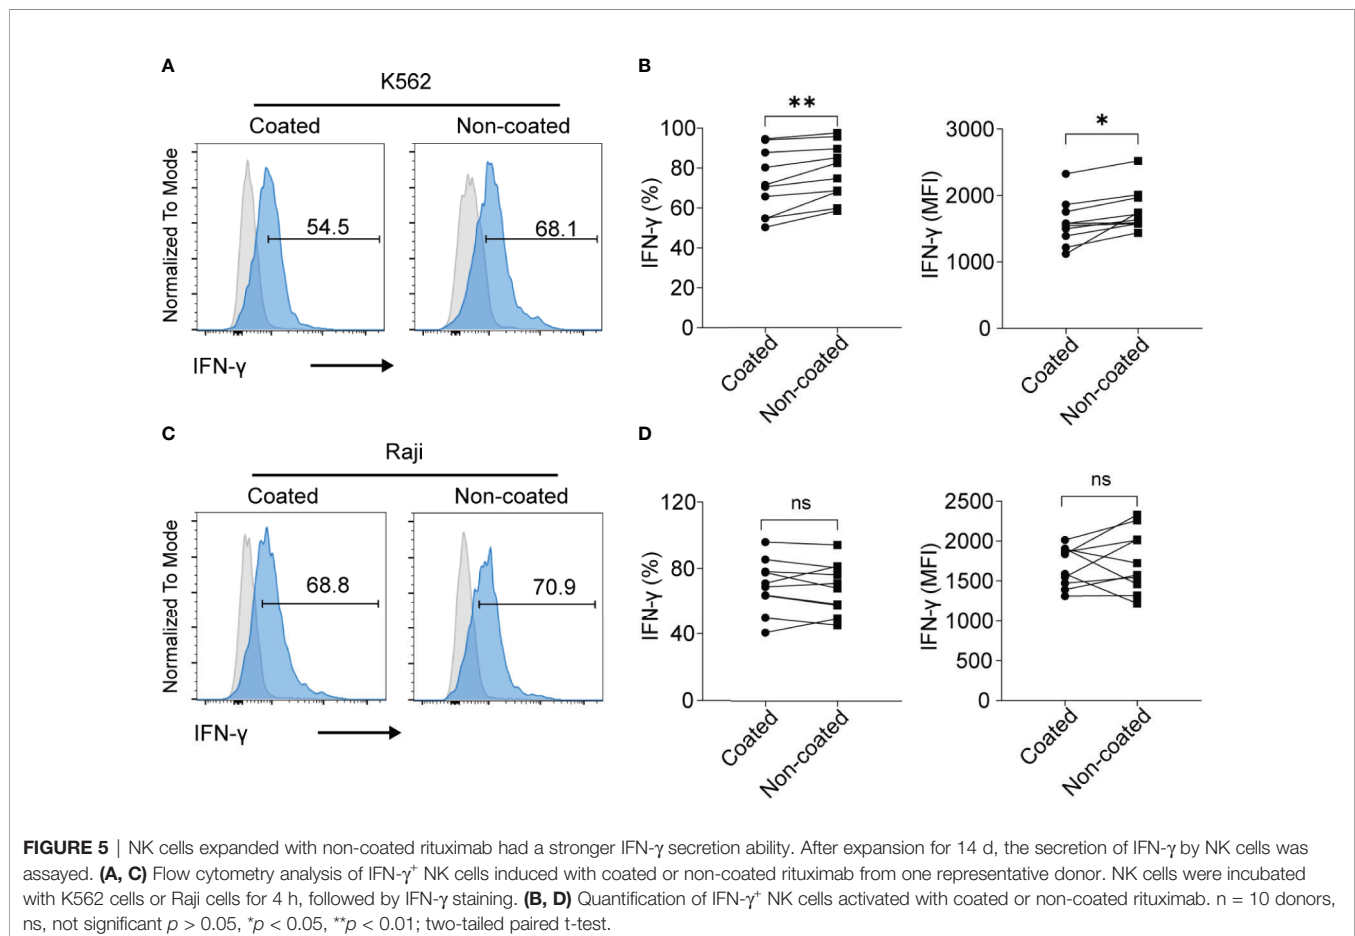 A
K562
Coated Non-coated
Normalized To Mode
54.5
68.1
IFN-γ
B
**
IFN-γ (%)
100
80
60
40
20
0
Coated
Non-coated
*
IFN-γ (MFI)
3000
2000
1000
0
Coated
Non-coated
C
Raji
Coated Non-coated
Normalized To Mode
68.8
70.9
IFN-γ
D
ns
IFN-γ (%)
120
80
40
0
Coated
Non-coated
ns
IFN-γ (MFI)
2500
2000
1500
1000
500
0
Coated
Non-coated
FIGURE 5 | NK cells expanded with non-coated rituximab had a stronger IFN-γ secretion ability. After expansion for 14 d, the secretion of IFN-γ by NK cells was
assayed. (A, C) Flow cytometry analysis of IFN-γ⁺ NK cells induced with coated or non-coated rituximab from one representative donor. NK cells were incubated
with K562 cells or Raji cells for 4 h, followed by IFN-γ staining. (B, D) Quantification of IFN-γ⁺ NK cells activated with coated or non-coated rituximab. n = 10 donors,
ns, not significant p > 0.05, *p < 0.05, **p < 0.01; two-tailed paired t-test.